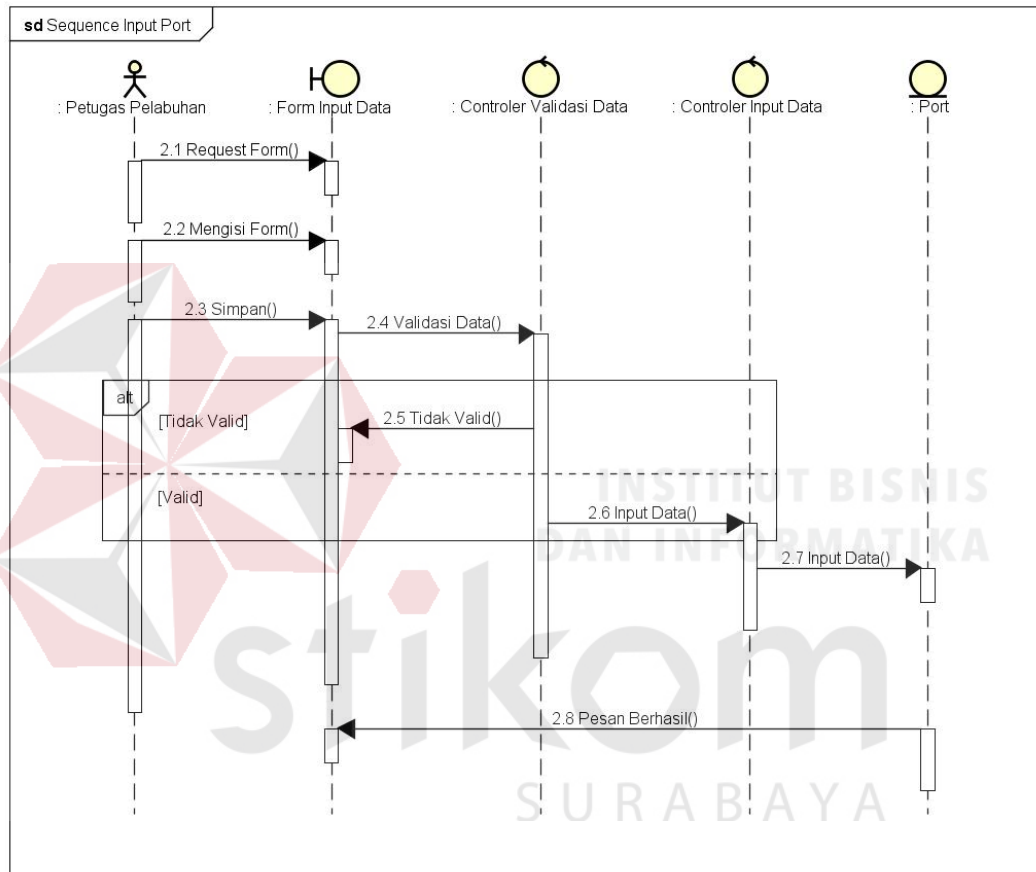 sd Sequence Input Port
: Petugas Pelabuhan
: Form Input Data
: Controler Validasi Data
: Controler Input Data
: Port
2.1 Request Form()
2.2 Mengisi Form()
2.3 Simpan()
2.4 Validasi Data()
alt
[Tidak Valid]
2.5 Tidak Valid()
[Valid]
INSTITUT BISNIS
2.6 Input Data()
DAN INFORMATIKA
2.7 Input Data()
stikom
2.8 Pesan Berhasil()
SURABAYA